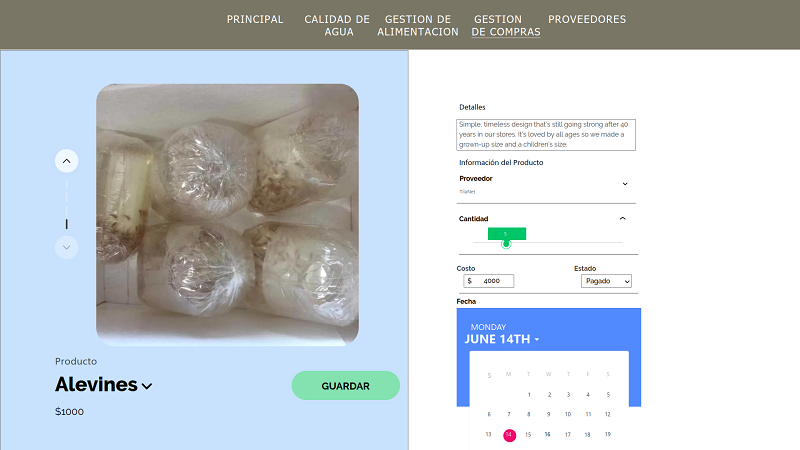 PRINCIPAL
CALIDAD DE
AGUA
GESTION DE
ALIMENTACION
GESTION
DE COMPRAS
PROVEEDORES
Producto
Alevines
$1000
GUARDAR
Detalles
Simple, timeless design that's still going strong after 40
years in our stores. It's loved by all ages so we made a
grown-up size and a children's size.
Información del Producto
Proveedor
TilaNet
Cantidad
5
Costo
Estado
$ 4000
Pagado
Fecha
MONDAY
JUNE 14TH
S M T W T F S
1 2 3 4 5
6 7 8 9 10 11 12
13 14 15 16 17 18 19